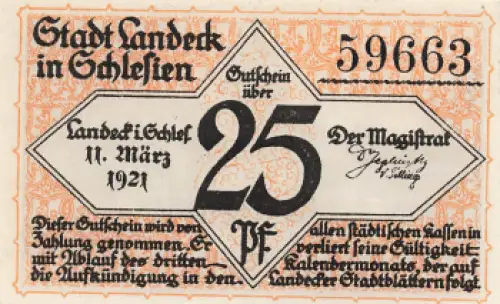 Stadt Landeck
in Schlesien
59663
Gutschein
über
25
Pf
Landeck i. Schles.
11. März
1921
Der Magistrat
Dieser Gutschein wird von allen städtischen Kassen in
Zahlung genommen. Er verliert seine Gültigkeit
mit Ablauf des dritten Kalendermonats, der auf
die Aufkündigung in den Landecker Stadtblättern folgt.